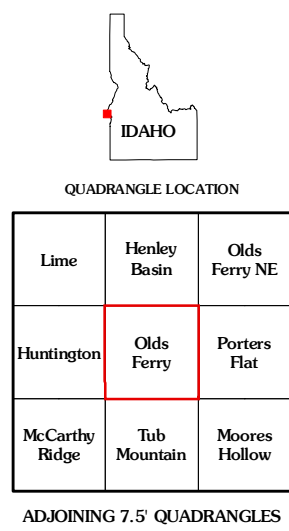 IDAHO
QUADRANGLE LOCATION
Lime
Henley
Basin
Olds
Ferry NE
Huntington
Olds
Ferry
Porters
Flat
McCarthy
Ridge
Tub
Mountain
Moores
Hollow
ADJOINING 7.5' QUADRANGLES